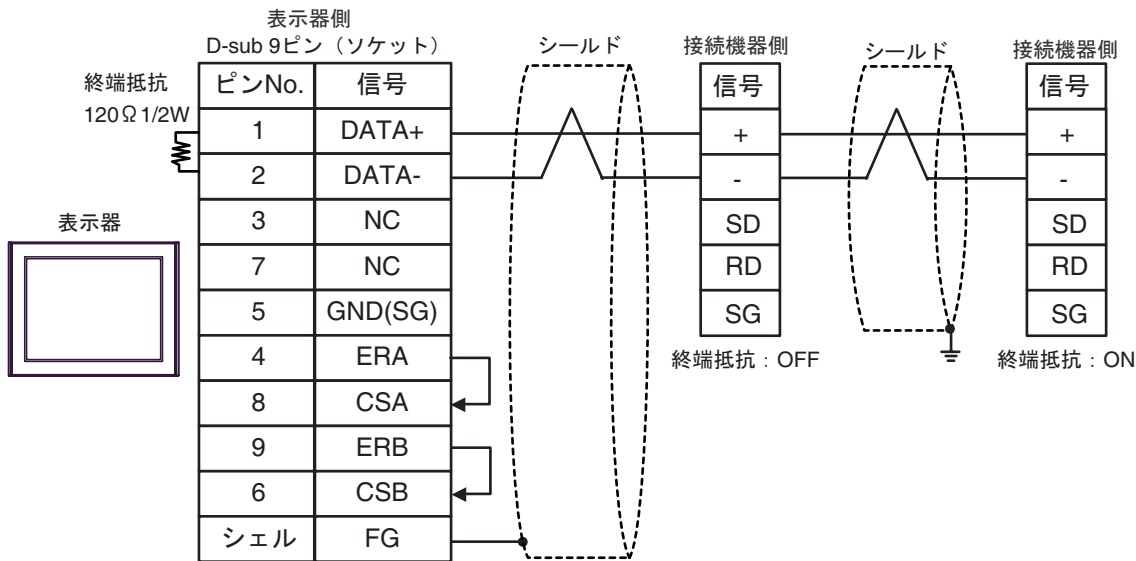 表示器側
D-sub 9ピン（ソケット）
シールド
接続機器側
シールド
接続機器側
終端抵抗
120Ω 1/2W
ピンNo. 信号
1 DATA+
2 DATA-
3 NC
7 NC
5 GND(SG)
4 ERA
8 CSA
9 ERB
6 CSB
シェル FG
表示器
信号
+
-
SD
RD
SG
終端抵抗：OFF
信号
+
-
SD
RD
SG
終端抵抗：ON